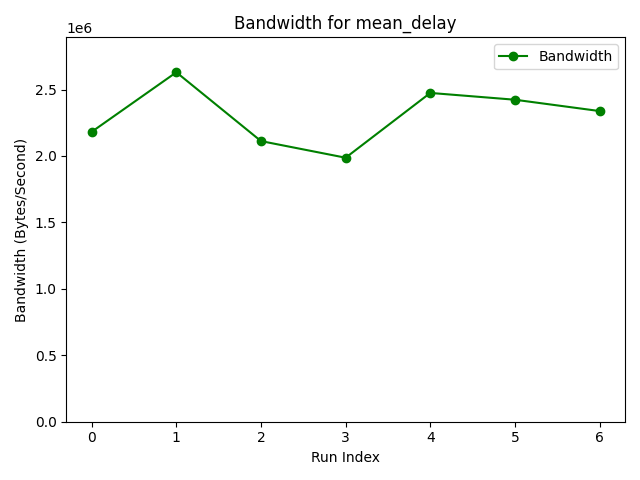 Bandwidth for mean_delay
1e6
Bandwidth
2.5
2.0
1.5
1.0
0.5
0.0
Bandwidth (Bytes/Second)
0 1 2 3 4 5 6
Run Index